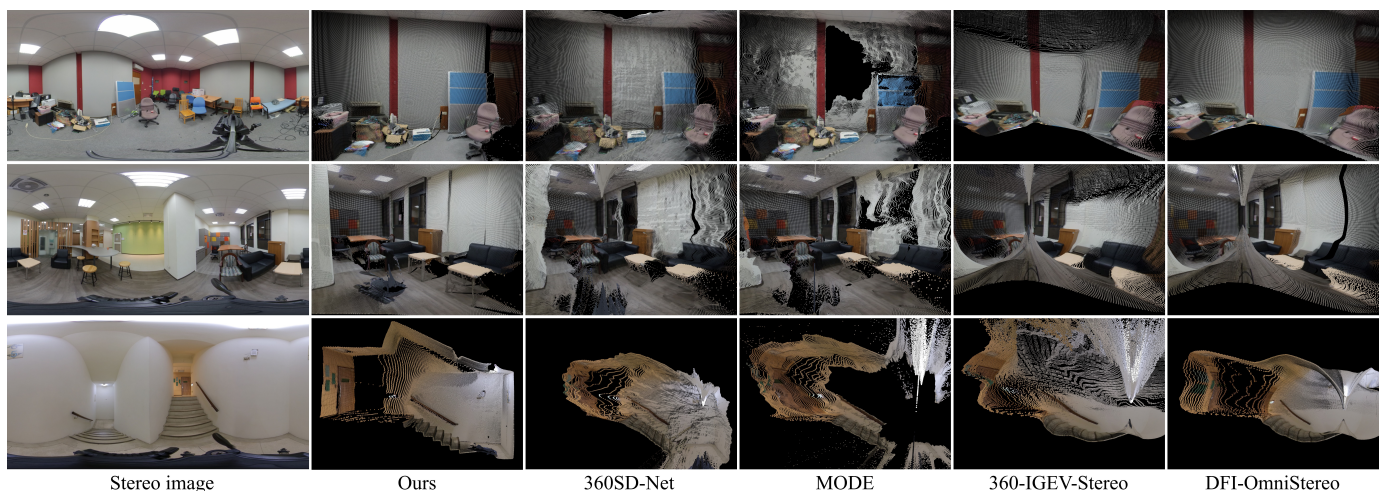 Stereo image
Ours
360SD-Net
MODE
360-IGEV-Stereo
DFI-OmniStereo